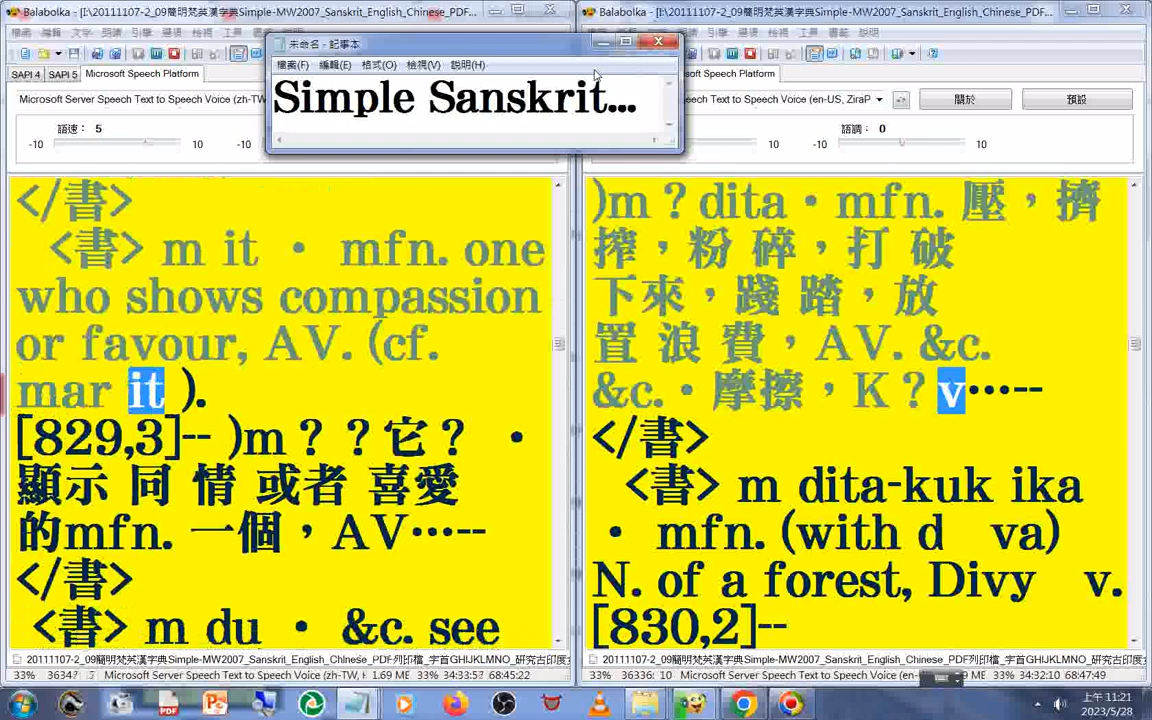 Balabolka - [I:\20111107-2_09簡明梵英漢字典Simple-MW2007_Sanskrit_English_Chinese_PDF...
Balabolka - [I:\20111107-2_09簡明梵英漢字典Simple-MW2007_Sanskrit_English_Chinese_PDF...
未命名 - 記事本
檔案(F) 編輯(E) 格式(O) 檢視(V) 說明(H)
Simple Sanskrit...
SAPI 4 SAPI 5 Microsoft Speech Platform
Speech Platform
Microsoft Server Speech Text to Speech Voice (zh-TW
Speech Text to Speech Voice (en-US, ZiraP
關於
預設
語速： 5
-10 10 -10
語調： 0
10 -10 10
</書>
<書> m it • mfn. one
who shows compassion
or favour, AV. (cf.
mar it ).
[829,3]-- )m？？它？ •
顯示 同 情 或者 喜愛
的mfn. 一個，AV…--
</書>
<書> m du • &c. see
)m？dita • mfn. 壓，擠
搾，粉 碎，打 破
下來，踐 踏，放
置 浪 費，AV. &c.
&c. • 摩擦，K？v…--
</書>
<書> m dita-kuk ika
• mfn. (with d va)
N. of a forest, Divy v.
[830,2]--
20111107-2_09簡明梵英漢字典Simple-MW2007_Sanskrit_English_Chinese_PDF列印檔_字首GHIJKLMNO_研究古印度
20111107-2_09簡明梵英漢字典Simple-MW2007_Sanskrit_English_Chinese_PDF列印檔_字首GHIJKLMNO_研究古印度
33% Microsoft Server Speech Text to Speech Voice (zh-TW, 1.69 ME 33% 34:33:57 68:45:22
33% 36336: 10 Microsoft Server Speech Text to Speech Voice (en-L ME 33% 34:32:10 68:47:49
上午 11:21
2023/5/28